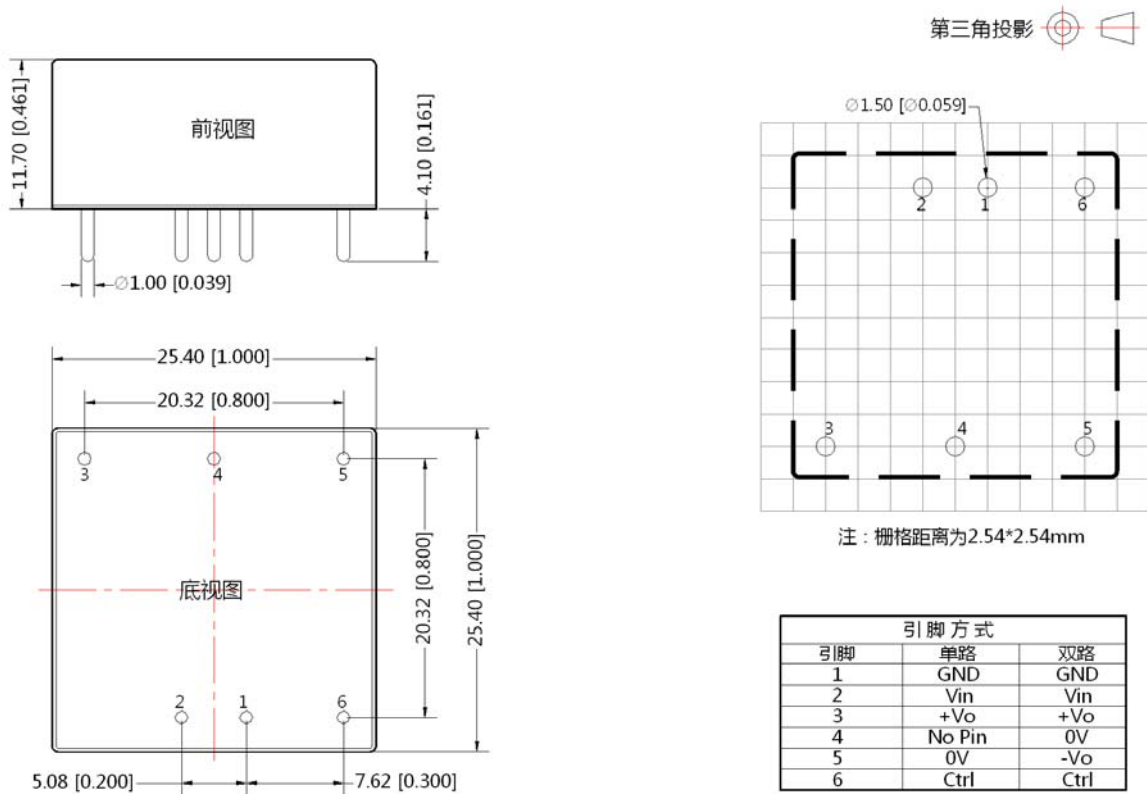 第三角投影
11.70 [0.461]
前视图
4.10 [0.161]
∅1.00 [0.039]
∅1.50 [∅0.059]
2 1 6
3 4 5
注：栅格距离为2.54*2.54mm
25.40 [1.000]
20.32 [0.800]
3 4 5
底视图
20.32 [0.800]
25.40 [1.000]
2 1 6
5.08 [0.200] 7.62 [0.300]
引脚方式
引脚 单路 双路
1 GND GND
2 Vin Vin
3 +Vo +Vo
4 No Pin 0V
5 0V -Vo
6 Ctrl Ctrl